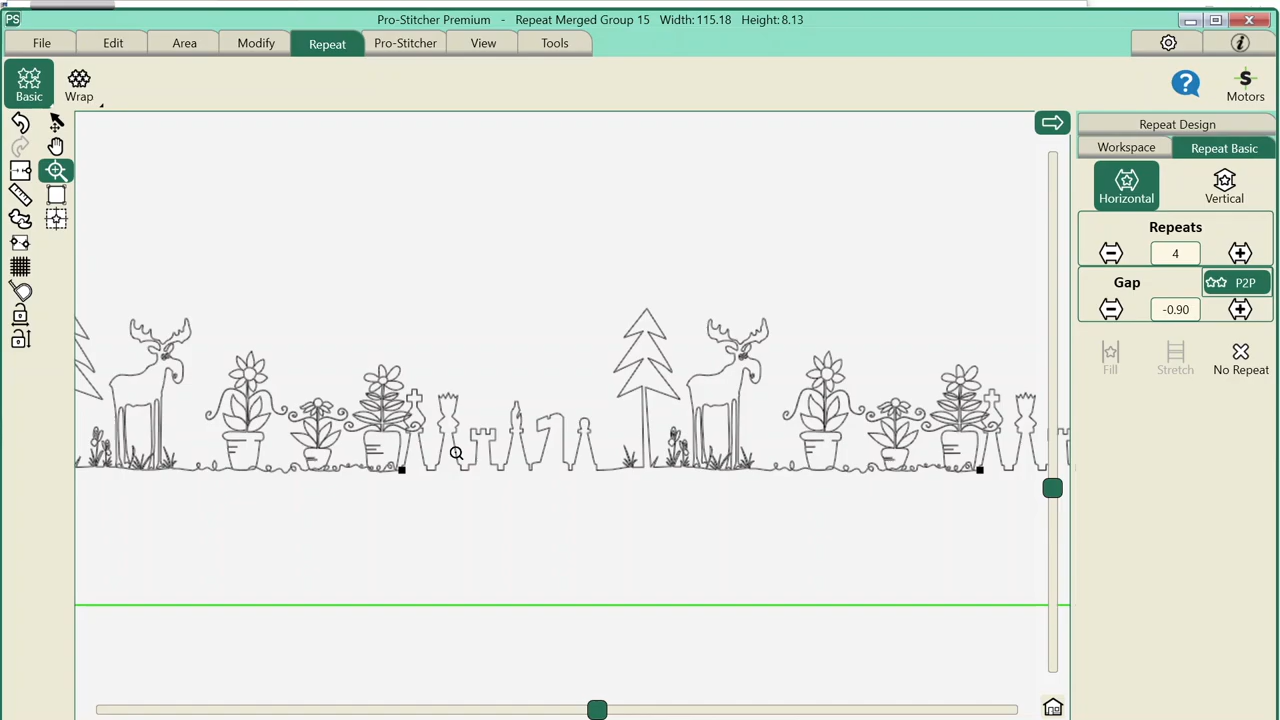 PS
Pro-Stitcher Premium - Repeat Merged Group 15 Width:115.18 Height:8.13
File Edit Area Modify Repeat Pro-Stitcher View Tools
Basic Wrap Motors
Repeat Design
Workspace Repeat Basic
Horizontal Vertical
Repeats
4
Gap P2P
-0.90
Fill Stretch No Repeat